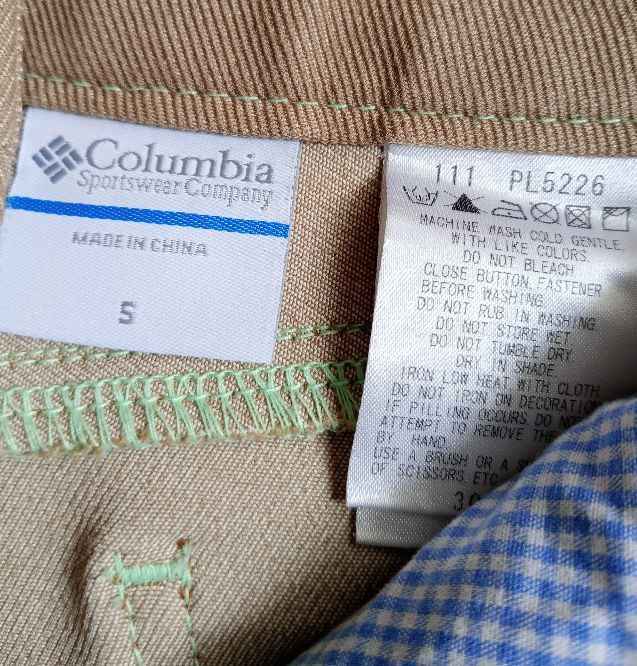 Columbia
Sportswear Company
MADE IN CHINA
S
111 PL5226
MACHINE WASH COLD GENTLE.
WITH LIKE COLORS.
DO NOT BLEACH
CLOSE BUTTON, FASTENER
BEFORE WASHING.
DO NOT RUB IN WASHING
DO NOT STORE WET
DO NOT TUMBLE DRY
DRY IN SHADE.
IRON LOW HEAT WITH CLOTH.
DO NOT IRON ON DECORATION
IF PILLING OCCURS, DO NOT
ATTEMPT TO REMOVE
BY HAND
USE A BRUSH OR A
OF SCISSORS, ETC